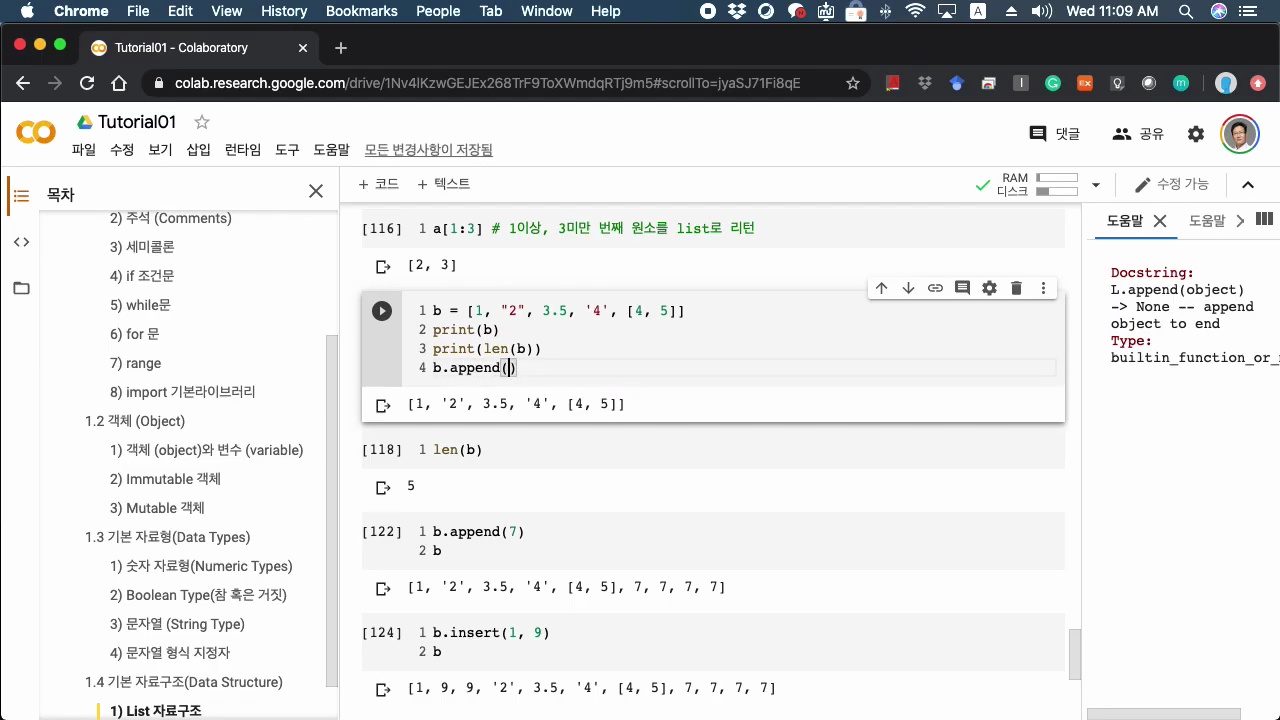 Chrome File Edit View History Bookmarks People Tab Window Help A Wed 11:09 AM
Tutorial01 - Colaboratory
colab.research.google.com/drive/1Nv4lKzwGEJEx268TrF9ToXWmdqRTj9m5#scrollTo=jyaSJ71Fi8qE
Tutorial01
댓글 공유
파일 수정 보기 삽입 런타임 도구 도움말 모든 변경사항이 저장됨
목차
+ 코드 + 텍스트
RAM
디스크
수정 가능
2) 주석 (Comments)
3) 세미콜론
4) if 조건문
5) while문
6) for 문
7) range
8) import 기본라이브러리
1.2 객체 (Object)
1) 객체 (object)와 변수 (variable)
2) Immutable 객체
3) Mutable 객체
1.3 기본 자료형(Data Types)
1) 숫자 자료형(Numeric Types)
2) Boolean Type(참 혹은 거짓)
3) 문자열 (String Type)
4) 문자열 형식 지정자
1.4 기본 자료구조(Data Structure)
1) List 자료구조
[116] 1 a[1:3] # 1이상, 3미만 번째 원소를 list로 리턴
[2, 3]
1 b = [1, "2", 3.5, '4', [4, 5]]
2 print(b)
3 print(len(b))
4 b.append()
[1, '2', 3.5, '4', [4, 5]]
[118] 1 len(b)
5
[122] 1 b.append(7)
2 b
[1, '2', 3.5, '4', [4, 5], 7, 7, 7, 7]
[124] 1 b.insert(1, 9)
2 b
[1, 9, 9, '2', 3.5, '4', [4, 5], 7, 7, 7, 7]
도움말 도움말
Docstring:
L.append(object)
-> None -- append
object to end
Type:
builtin_function_or_